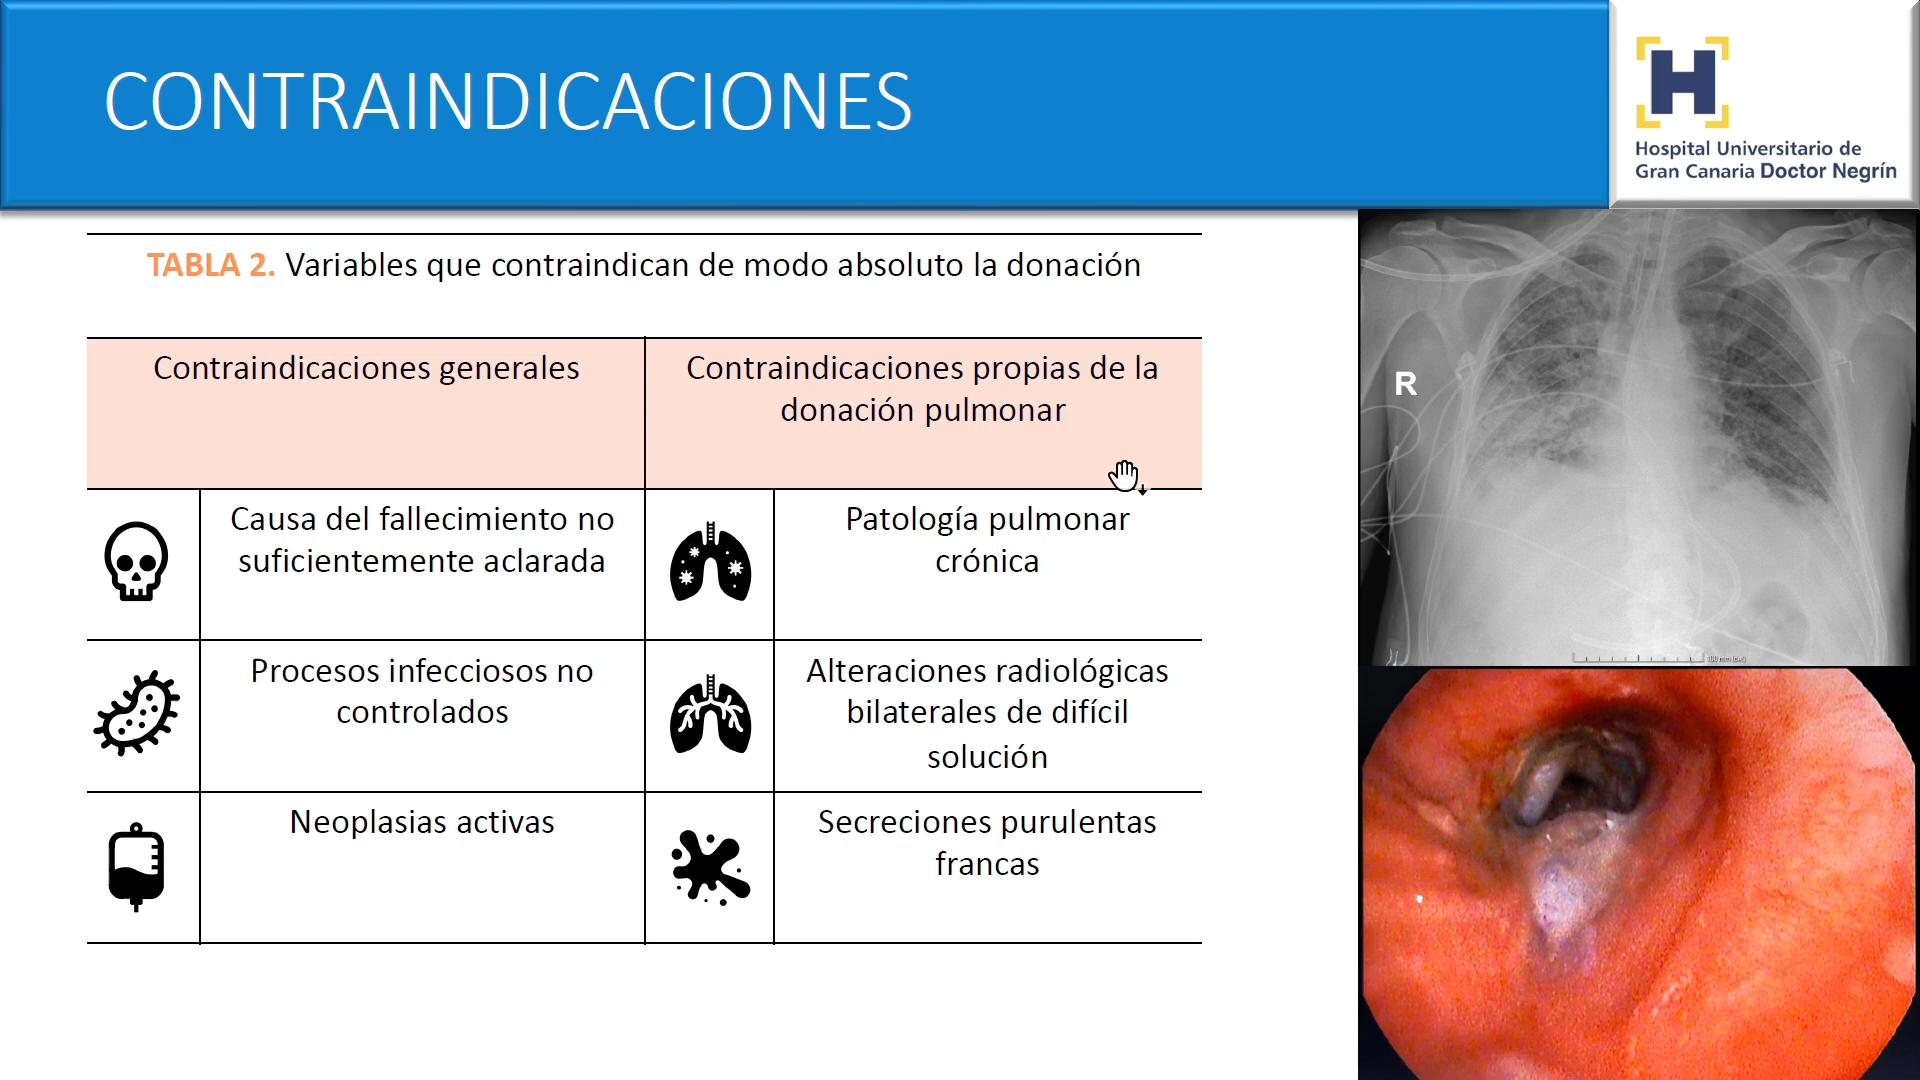 CONTRAINDICACIONES
Hospital Universitario de
Gran Canaria Doctor Negrín
TABLA 2. Variables que contraindican de modo absoluto la donación
Contraindicaciones generales
Contraindicaciones propias de la
donación pulmonar
Causa del fallecimiento no
suficientemente aclarada
Patología pulmonar
crónica
Procesos infecciosos no
controlados
Alteraciones radiológicas
bilaterales de difícil
solución
Neoplasias activas
Secreciones purulentas
francas
R